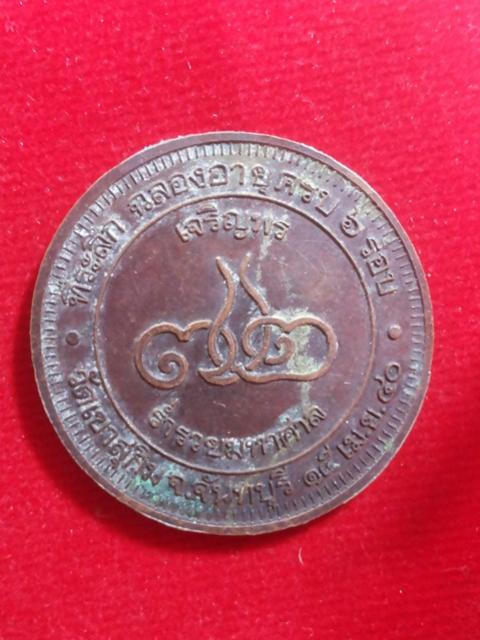 ที่ระลึก ฉลองอายุครบ ๖ รอบ
เจริญพร
๗๒
ร่ำรวยมหาศาล
วัดเขาสุกิม จ.จันทบุรี ๑๕ เม.ย. ๔๐